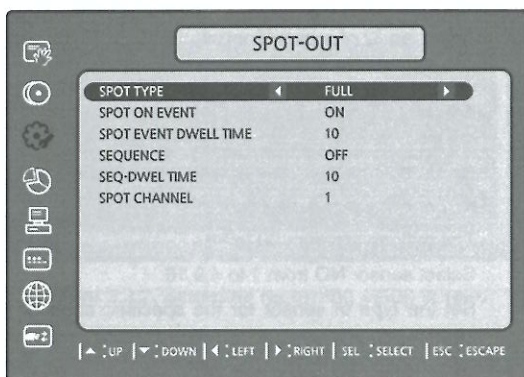 SPOT-OUT
SPOT TYPE FULL
SPOT ON EVENT ON
SPOT EVENT DWELL TIME 10
SEQUENCE OFF
SEQ-DWEL TIME 10
SPOT CHANNEL 1
UP DOWN LEFT RIGHT SEL SELECT ESC ESCAPE